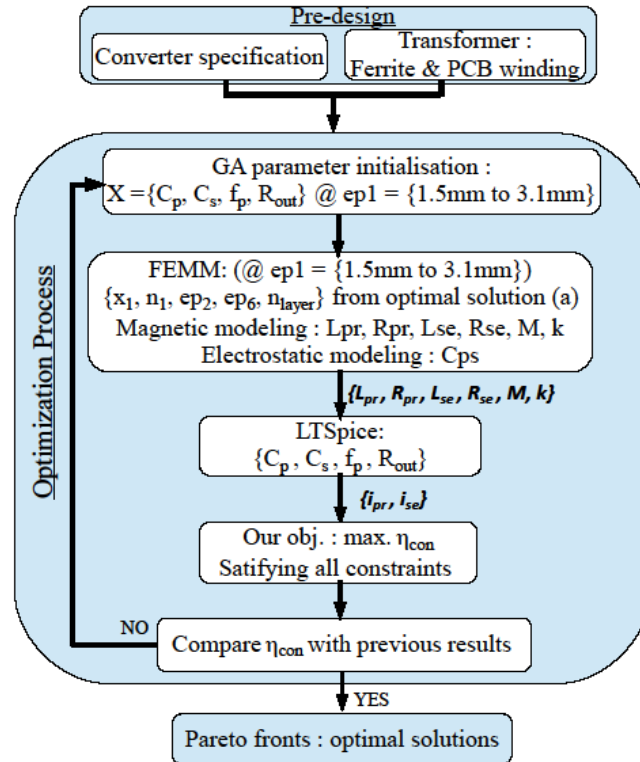 Pre-design
Converter specification
Transformer :
Ferrite & PCB winding
Optimization Process
GA parameter initialisation :
X ={Cp, Cs, fp, Rout} @ ep1 = {1.5mm to 3.1mm}
FEMM: (@ ep1 = {1.5mm to 3.1mm})
{x1, n1, ep2, ep6, nlayer} from optimal solution (a)
Magnetic modeling : Lpr, Rpr, Lse, Rse, M, k
Electrostatic modeling : Cps
{Lpr, Rpr, Lse, Rse, M, k}
LTSpice:
{Cp, Cs, fp, Rout}
{ipr, ise}
Our obj. : max. ηcon
Satifying all constraints
NO
Compare ηcon with previous results
YES
Pareto fronts : optimal solutions